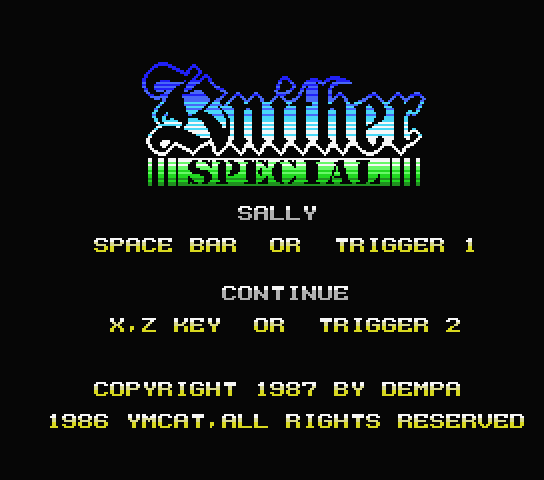 Knither
SPECIAL
SALLY
SPACE BAR OR TRIGGER 1
CONTINUE
X,Z KEY OR TRIGGER 2
COPYRIGHT 1987 BY DEMPA
1986 YMCAT,ALL RIGHTS RESERVED